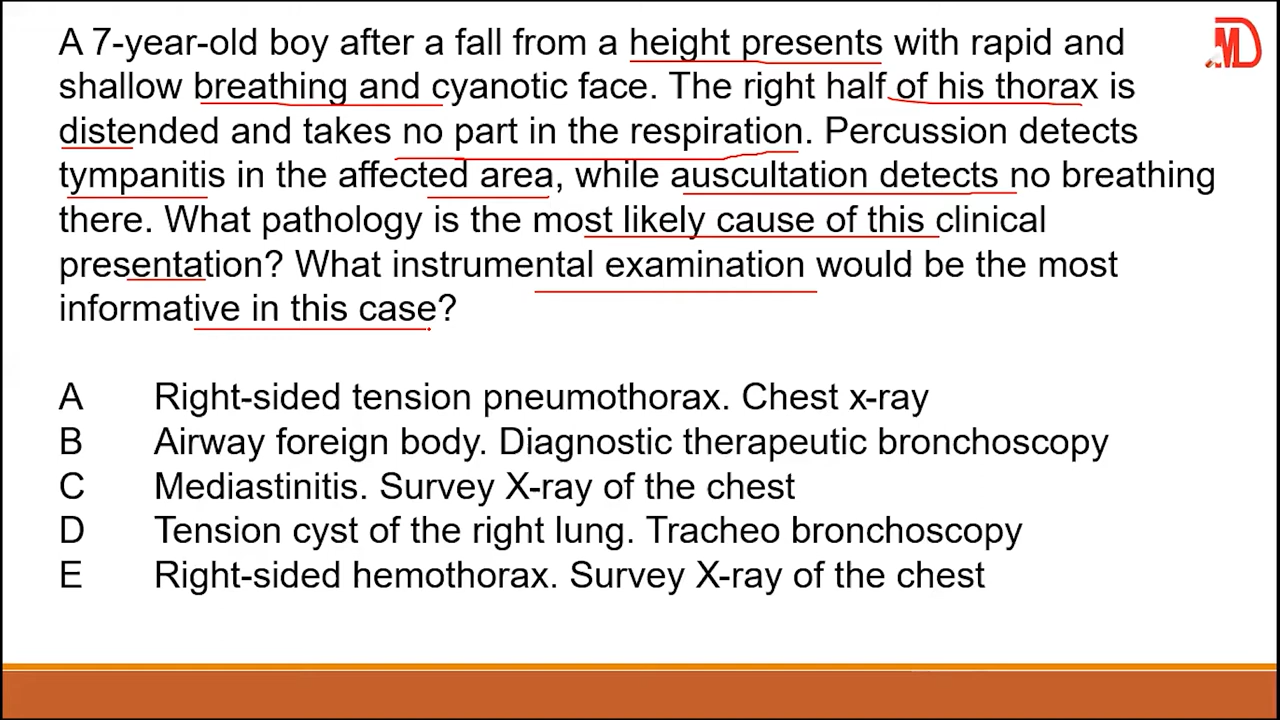 A 7-year-old boy after a fall from a height presents with rapid and
shallow breathing and cyanotic face. The right half of his thorax is
distended and takes no part in the respiration. Percussion detects
tympanitis in the affected area, while auscultation detects no breathing
there. What pathology is the most likely cause of this clinical
presentation? What instrumental examination would be the most
informative in this case?
A Right-sided tension pneumothorax. Chest x-ray
B Airway foreign body. Diagnostic therapeutic bronchoscopy
C Mediastinitis. Survey X-ray of the chest
D Tension cyst of the right lung. Tracheo bronchoscopy
E Right-sided hemothorax. Survey X-ray of the chest